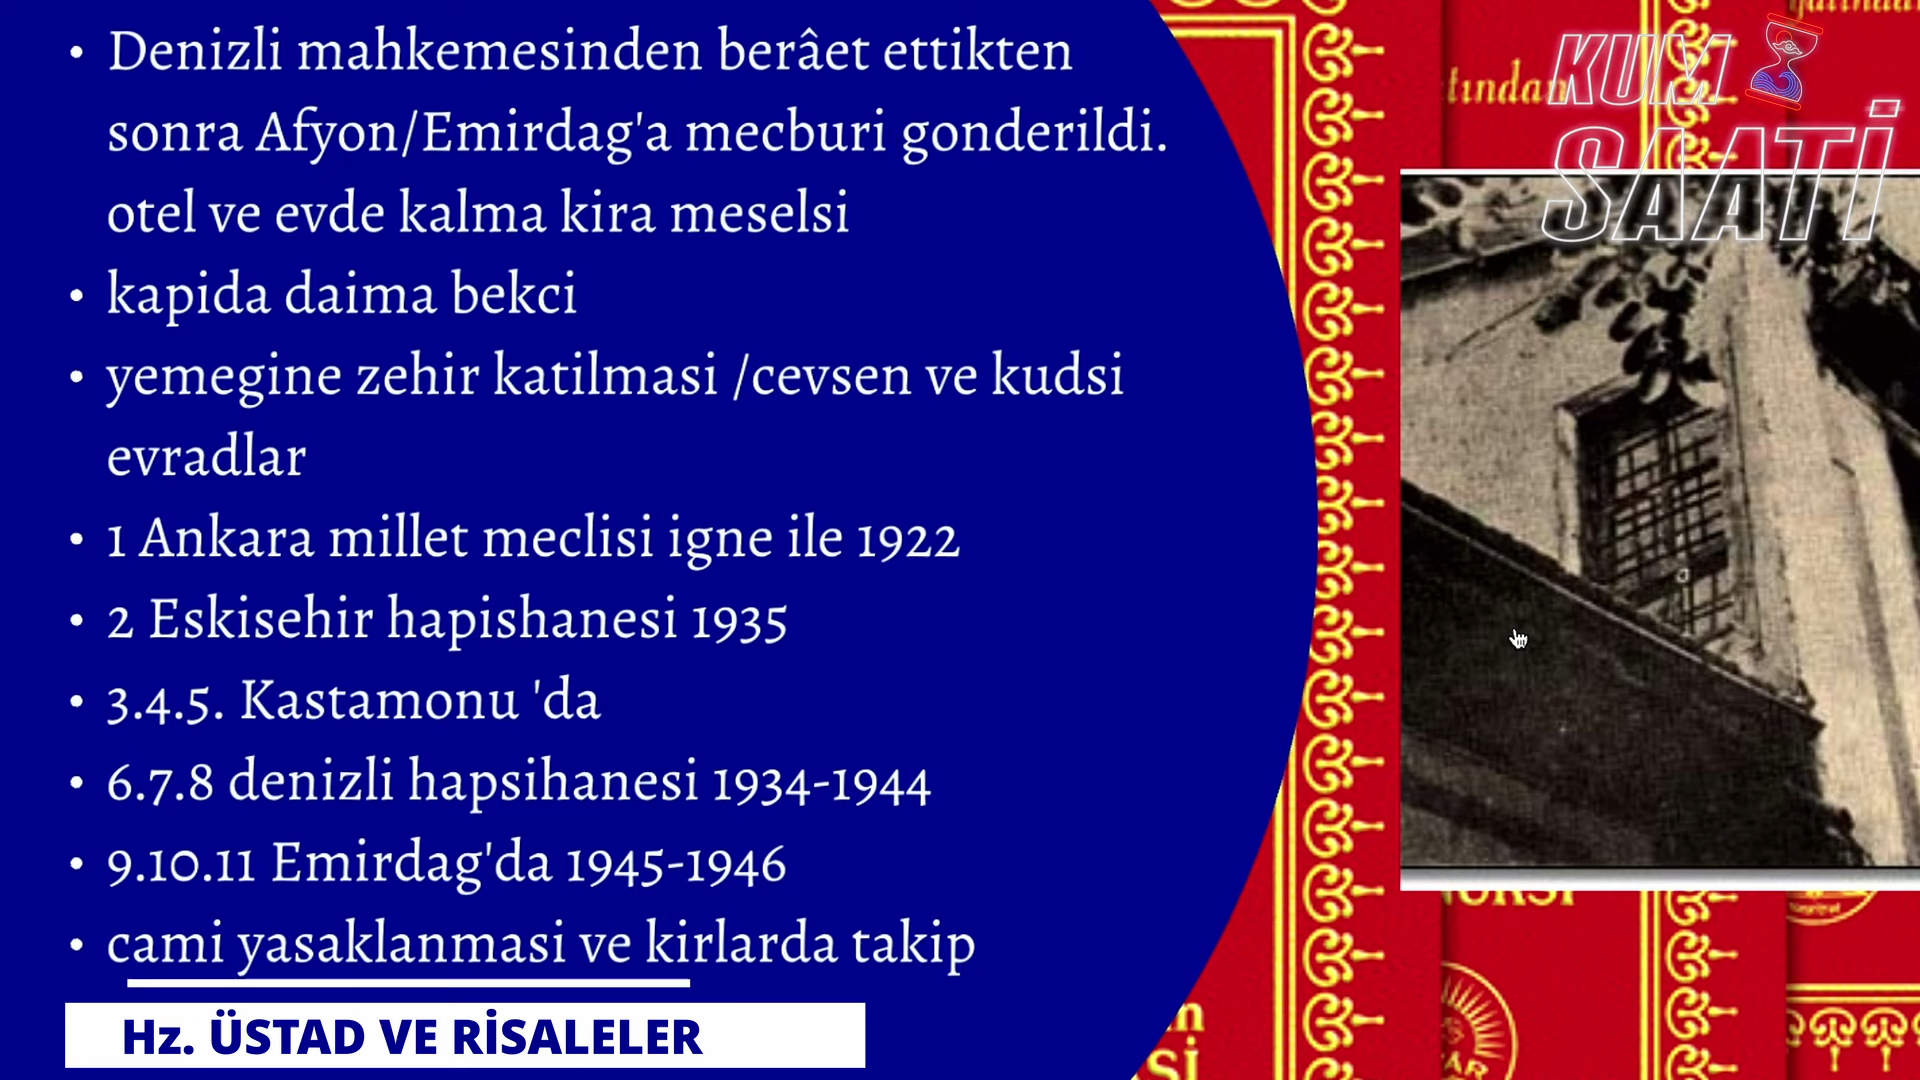 • Denizli mahkemesinden berâet ettikten
sonra Afyon/Emirdag'a mecburi gonderildi.
otel ve evde kalma kira meselsi
• kapida daima bekci
• yemegine zehir katilmasi /cevsen ve kudsi
evradlar
• 1 Ankara millet meclisi igne ile 1922
• 2 Eskisehir hapishanesi 1935
• 3.4.5. Kastamonu 'da
• 6.7.8 denizli hapsihanesi 1934-1944
• 9.10.11 Emirdag'da 1945-1946
• cami yasaklanmasi ve kirlarda takip
Hz. ÜSTAD VE RİSALELER
KUM
SAATİ